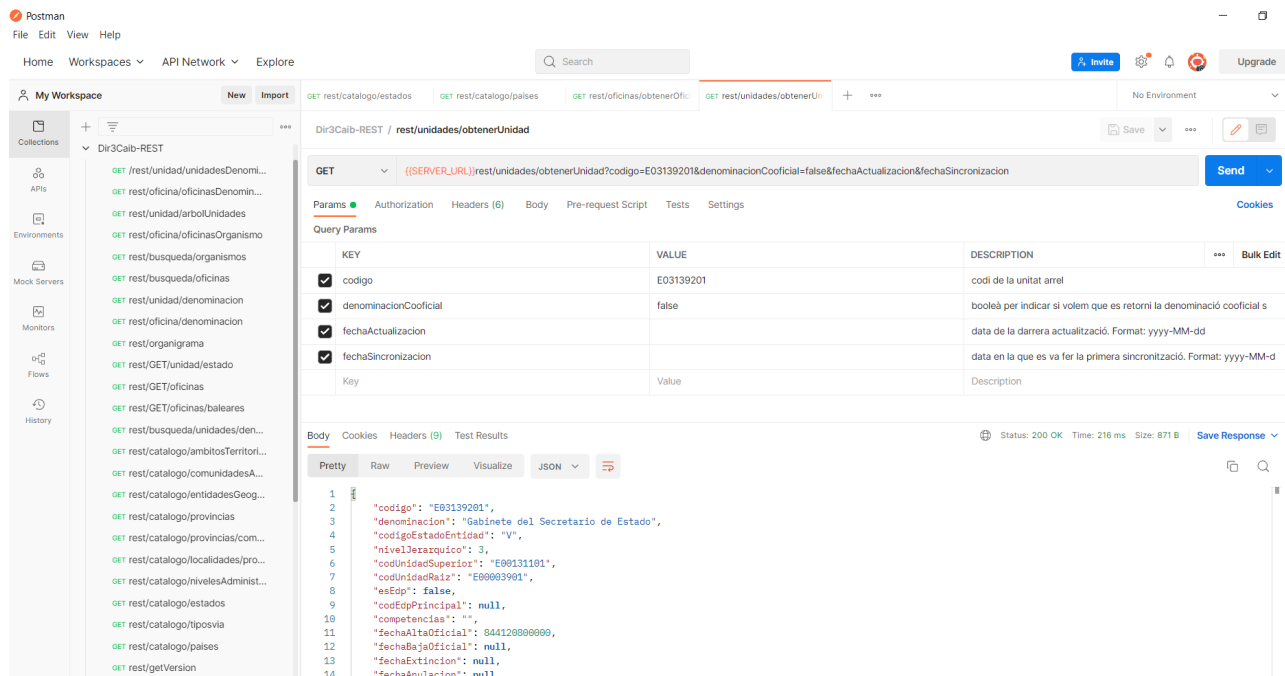 Postman
File Edit View Help
Home Workspaces API Network Explore Search Invite Upgrade
My Workspace New Import
GET rest/catalogo/estados GET rest/catalogo/paises GET rest/oficinas/obtenerOfic GET rest/unidades/obtenerUn No Environment
Collections
APIs
Environments
Mock Servers
Monitors
Flows
History
Dir3Caib-REST
GET /rest/unidad/unidadesDenomi...
GET rest/oficina/oficinasDenomin...
GET rest/unidad/arbolUnidades
GET rest/oficina/oficinasOrganismo
GET rest/busqueda/organismos
GET rest/busqueda/oficinas
GET rest/unidad/denominacion
GET rest/oficina/denominacion
GET rest/organigrama
GET rest/GET/unidad/estado
GET rest/GET/oficinas
GET rest/GET/oficinas/baleares
GET rest/busqueda/unidades/den...
GET rest/catalogo/ambitosTerritori...
GET rest/catalogo/comunidadesA...
GET rest/catalogo/entidadesGeog...
GET rest/catalogo/provincias
GET rest/catalogo/provincias/com...
GET rest/catalogo/localidades/pro...
GET rest/catalogo/nivelesAdminist...
GET rest/catalogo/estados
GET rest/catalogo/tiposvia
GET rest/catalogo/paises
GET rest/getVersion
Dir3Caib-REST / rest/unidades/obtenerUnidad Save
GET {{SERVER_URL}}rest/unidades/obtenerUnidad?codigo=E03139201&denominacionCooficial=false&fechaActualizacion&fechaSincronizacion Send
Params Authorization Headers (6) Body Pre-request Script Tests Settings Cookies
Query Params
KEY VALUE DESCRIPTION Bulk Edit
codigo E03139201 codi de la unitat arrel
denominacionCooficial false booleà per indicar si volem que es retorni la denominació cooficial s
fechaActualizacion data de la darrera actualització. Format: yyyy-MM-dd
fechaSincronizacion data en la que es va fer la primera sincronització. Format: yyyy-MM-d
Key Value Description
Body Cookies Headers (9) Test Results Status: 200 OK Time: 216 ms Size: 871 B Save Response
Pretty Raw Preview Visualize JSON
1 {
2 "codigo": "E03139201",
3 "denominacion": "Gabinete del Secretario de Estado",
4 "codigoEstadoEntidad": "V",
5 "nivelJerarquico": 3,
6 "codUnidadSuperior": "E00131101",
7 "codUnidadRaiz": "E00003901",
8 "esEdp": false,
9 "codEdpPrincipal": null,
10 "competencias": "",
11 "fechaAltaOficial": 844120800000,
12 "fechaBajaOficial": null,
13 "fechaExtincion": null,
14 "fechaAnulacion": null